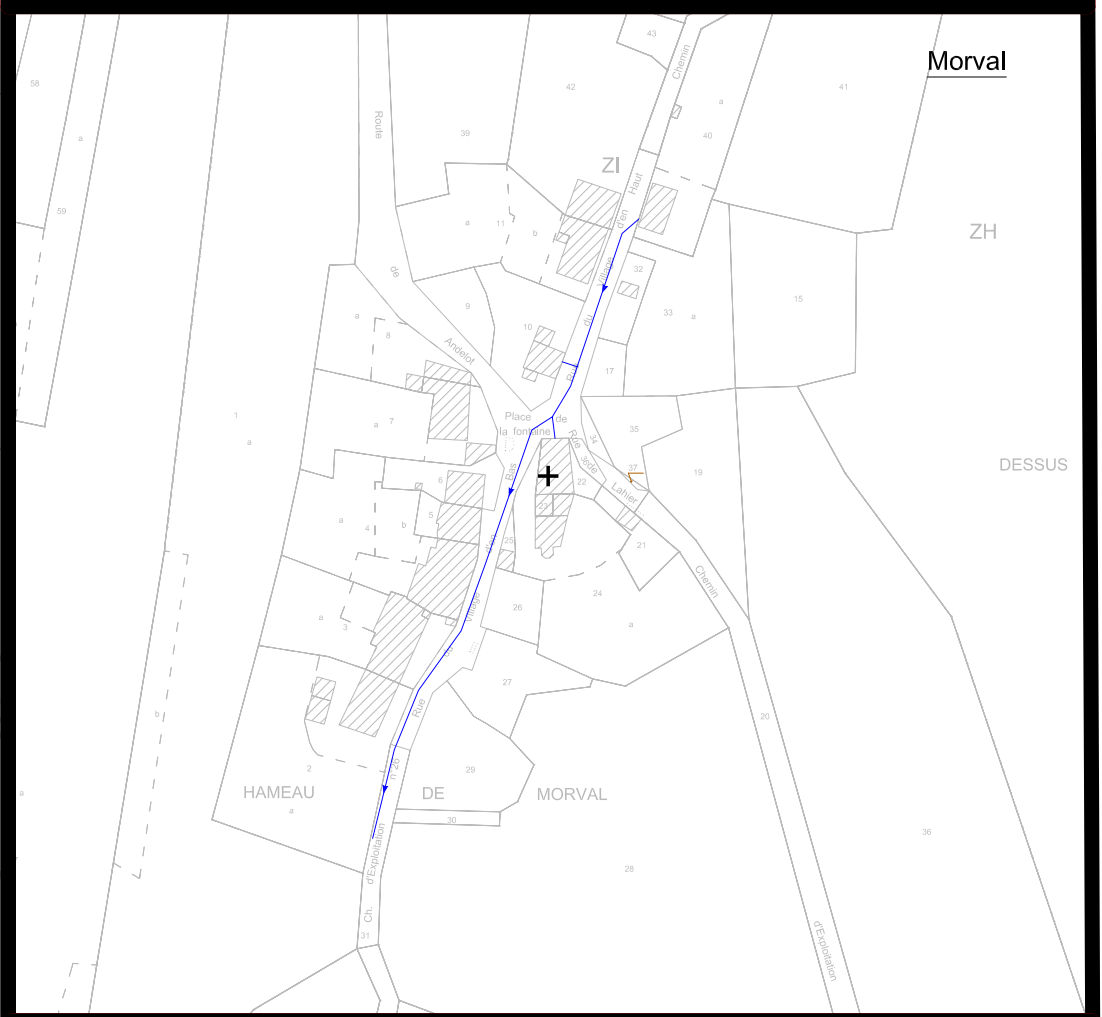 Morval
43
Chemin
58
42
41
a
a
40
Route
39
a
ZI
Haut
59
d'en
a
11
b
ZH
Village
de
32
15
9
33
a
a
8
10
du
Andelot
17
Rue
1
a
a
7
Place
de
la fontaine
Rue
34
35
36
de
37
19
DESSUS
Bas
6
22
Lahier
23
5
a
4
b
d'en
25
21
Chemin
Village
26
24
a
a
3
du
27
Rue
20
b
2
n°26
29
a
HAMEAU
DE
MORVAL
a
30
36
d'Exploitation
28
Ch.
31
d'Exploitation